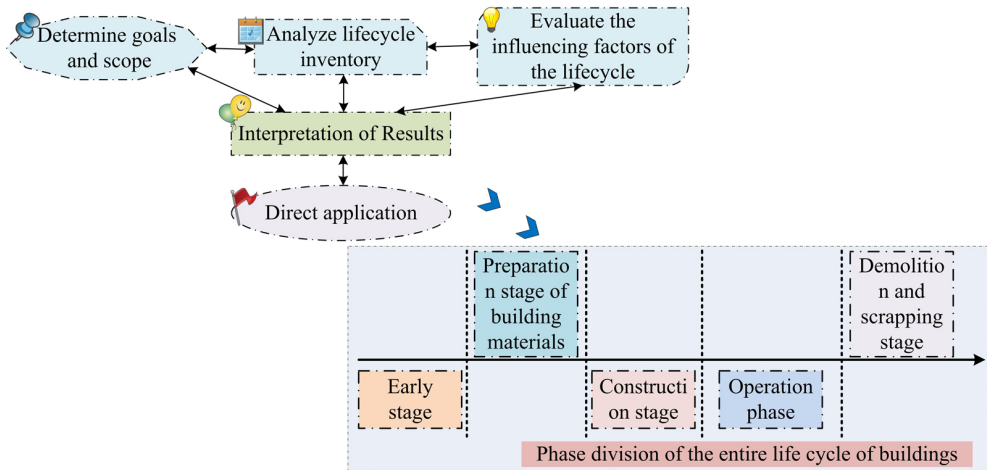 Determine goals
and scope
Analyze lifecycle
inventory
Evaluate the
influencing factors of
the lifecycle
Interpretation of Results
Direct application
Preparatio
n stage of
building
materials
Demolitio
n and
scrapping
stage
Early
stage
Constructi
on stage
Operation
phase
Phase division of the entire life cycle of buildings